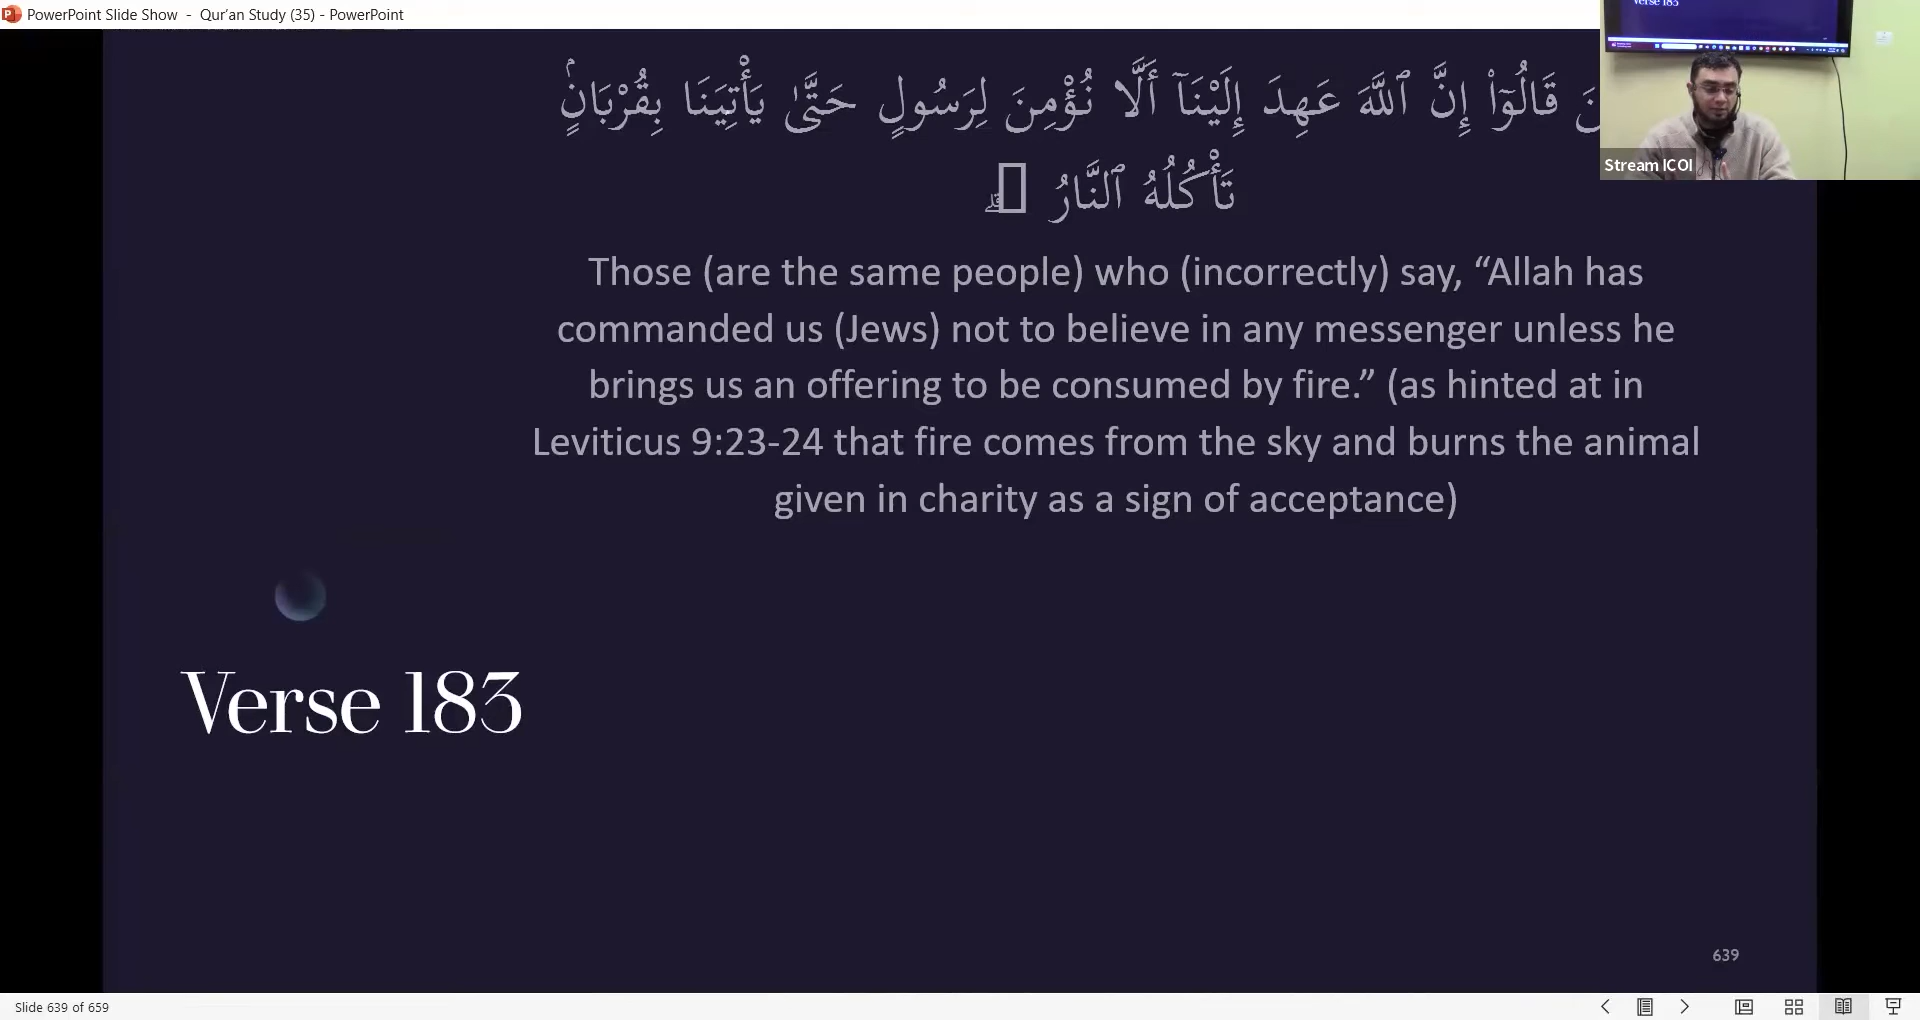 PowerPoint Slide Show - Qur’an Study (35) - PowerPoint
Verse 183
قَالُوٓا۟ إِنَّ ٱللَّهَ عَهِدَ إِلَيْنَآ أَلَّا نُؤْمِنَ لِرَسُولٍ حَتَّىٰ يَأْتِيَنَا بِقُرْبَانٍۢ
تَأْكُلُهُ ٱلنَّارُ
Stream ICOI
Those (are the same people) who (incorrectly) say, “Allah has
commanded us (Jews) not to believe in any messenger unless he
brings us an offering to be consumed by fire.” (as hinted at in
Leviticus 9:23-24 that fire comes from the sky and burns the animal
given in charity as a sign of acceptance)
Verse 183
639
Slide 639 of 659